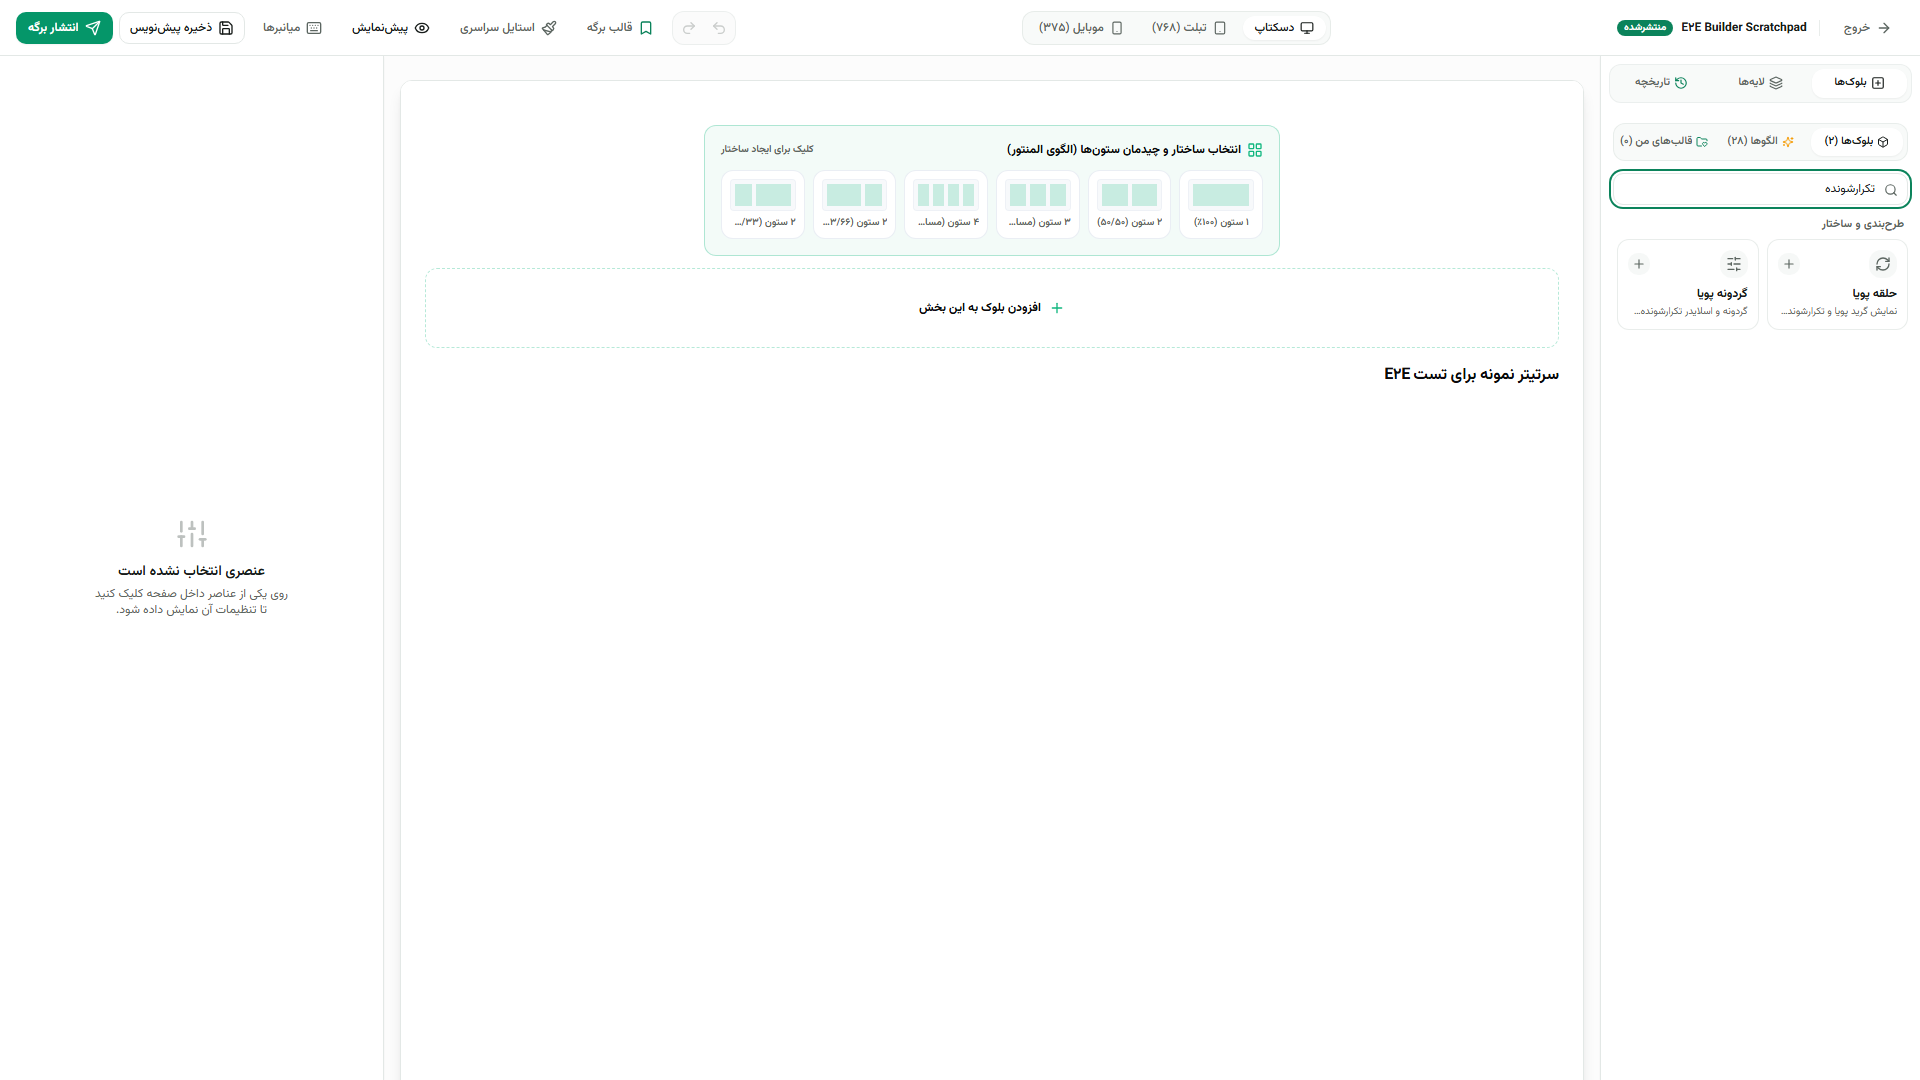 خروج
E۲E Builder Scratchpad
منتشرشده
دسکتاپ
تبلت (۷۶۸)
موبایل (۳۷۵)
قالب برگه
استایل سراسری
پیش‌نمایش
میانبرها
ذخیره پیش‌نویس
انتشار برگه
بلوک‌ها
لایه‌ها
تاریخچه
بلوک‌ها (۲)
الگوها (۲۸)
قالب‌های من (۰)
تکرارشونده
طرح‌بندی و ساختار
حلقه پویا
نمایش گرید پویا و تکرارشوند...
گردونه پویا
گردونه و اسلایدر تکرارشونده...
انتخاب ساختار و چیدمان ستون‌ها (الگوی المنتور)
کلیک برای ایجاد ساختار
۱ ستون (۱۰۰٪)
۲ ستون (۵۰/۵۰)
۳ ستون (مسا...
۴ ستون (مسا...
۲ ستون (۳/۶۶...
۲ ستون (۳۳/...
افزودن بلوک به این بخش
سرتیتر نمونه برای تست E۲E
عنصری انتخاب نشده است
روی یکی از عناصر داخل صفحه کلیک کنید
تا تنظیمات آن نمایش داده شود.